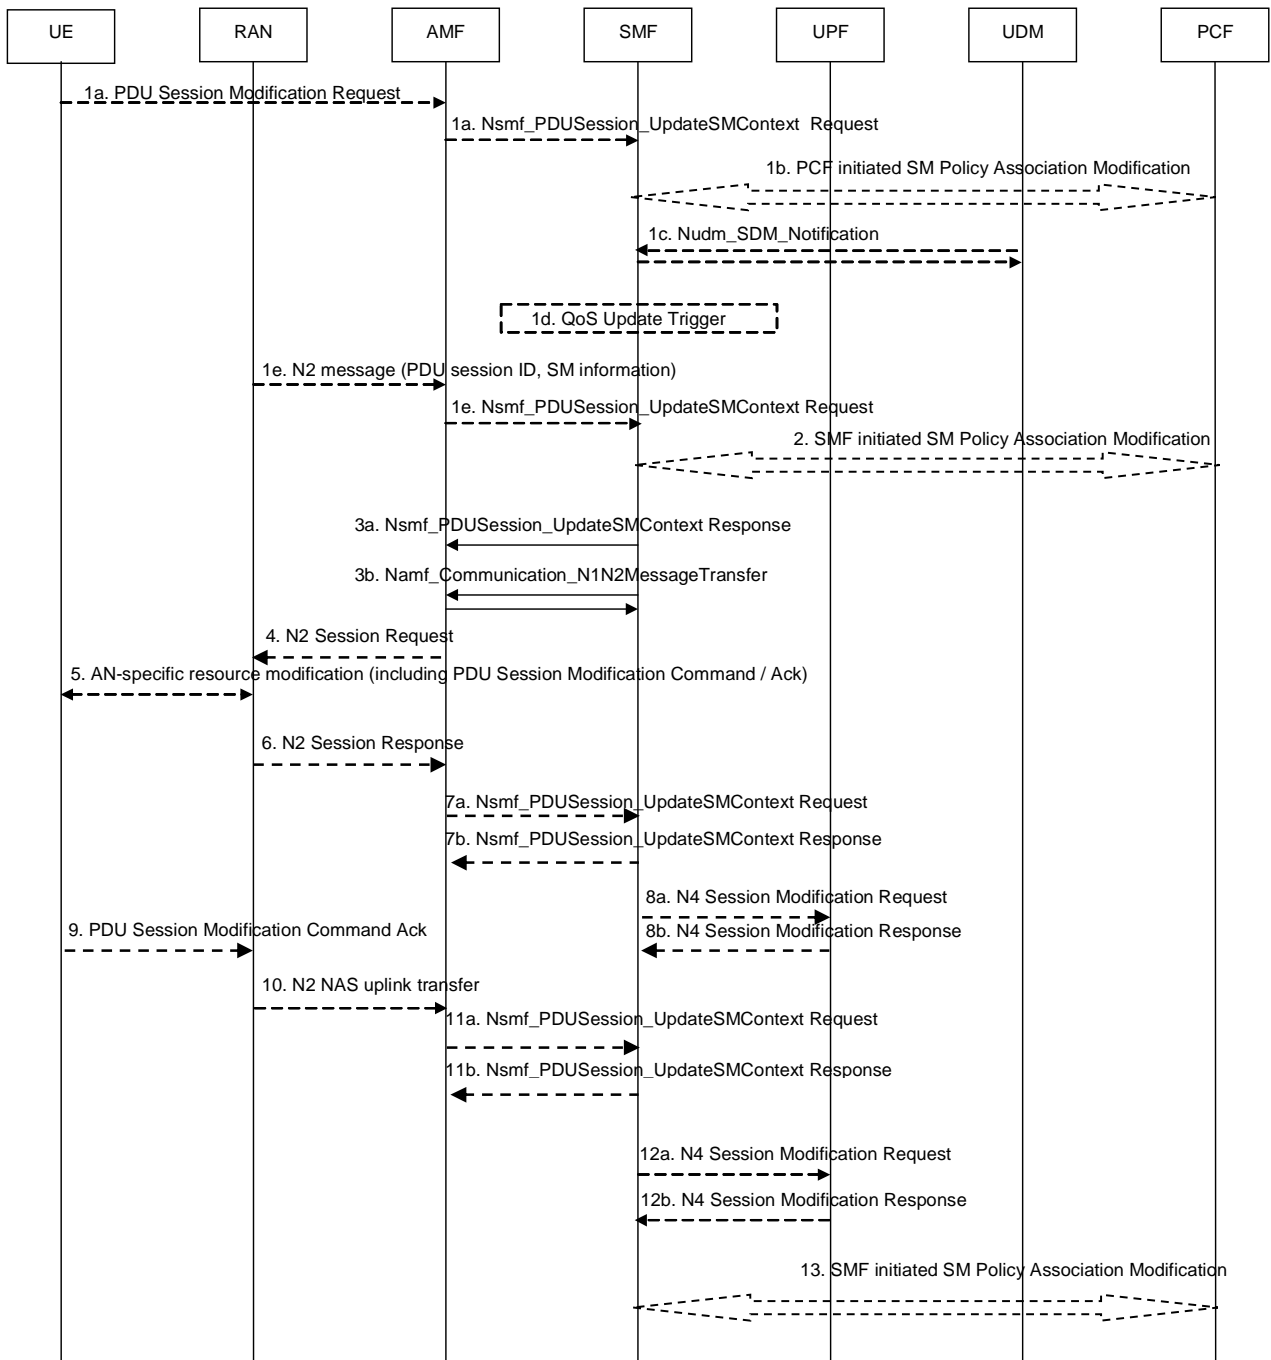 UE
RAN
AMF
SMF
UPF
UDM
PCF
1a. PDU Session Modification Request
1a. Nsmf_PDUSession_UpdateSMContext Request
1b. PCF initiated SM Policy Association Modification
1c. Nudm_SDM_Notification
1d. QoS Update Trigger
1e. N2 message (PDU session ID, SM information)
1e. Nsmf_PDUSession_UpdateSMContext Request
2. SMF initiated SM Policy Association Modification
3a. Nsmf_PDUSession_UpdateSMContext Response
3b. Namf_Communication_N1N2MessageTransfer
4. N2 Session Request
5. AN-specific resource modification (including PDU Session Modification Command / Ack)
6. N2 Session Response
7a. Nsmf_PDUSession_UpdateSMContext Request
7b. Nsmf_PDUSession_UpdateSMContext Response
8a. N4 Session Modification Request
9. PDU Session Modification Command Ack
8b. N4 Session Modification Response
10. N2 NAS uplink transfer
11a. Nsmf_PDUSession_UpdateSMContext Request
11b. Nsmf_PDUSession_UpdateSMContext Response
12a. N4 Session Modification Request
12b. N4 Session Modification Response
13. SMF initiated SM Policy Association Modification